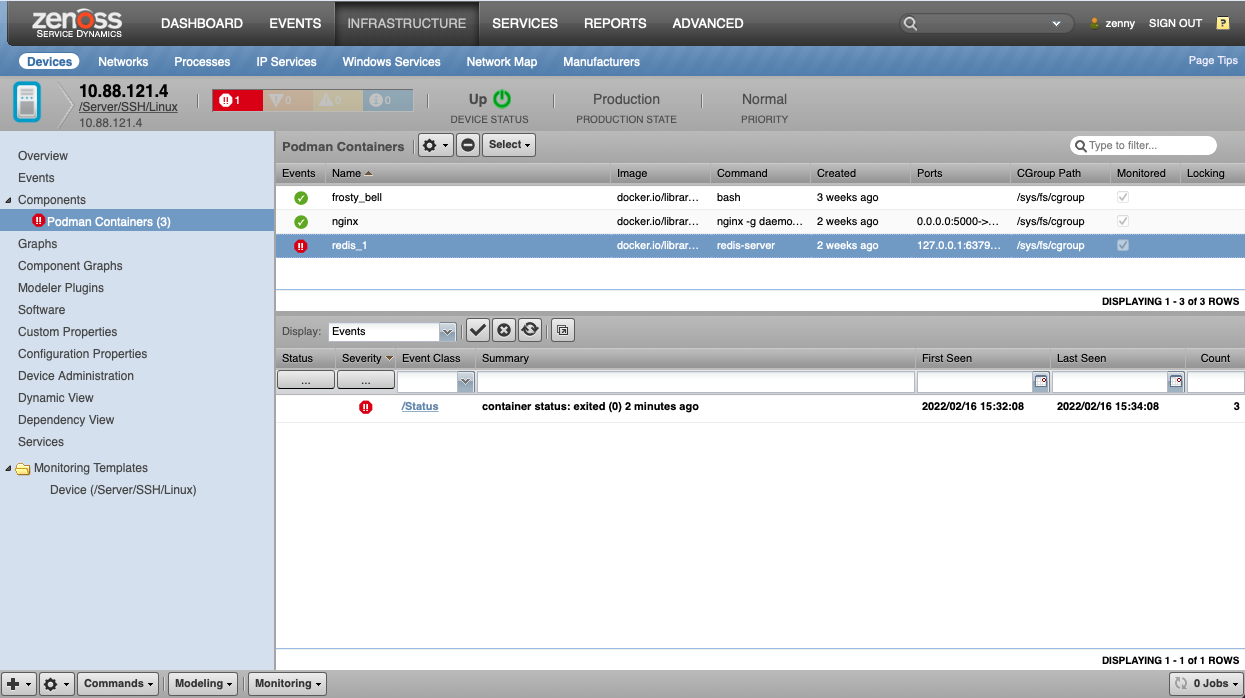 zenoss DASHBOARD EVENTS INFRASTRUCTURE SERVICES REPORTS ADVANCED zenny SIGN OUT ?
SERVICE DYNAMICS
Devices Networks Processes IP Services Windows Services Network Map Manufacturers Page Tips
10.88.121.4
/Server/SSH/Linux
10.88.121.4
1 0 0 0
Up
DEVICE STATUS
Production
PRODUCTION STATE
Normal
PRIORITY
Overview
Events
Components
Podman Containers (3)
Graphs
Component Graphs
Modeler Plugins
Software
Custom Properties
Configuration Properties
Device Administration
Dynamic View
Dependency View
Services
Monitoring Templates
Device (/Server/SSH/Linux)
Podman Containers Select Type to filter...
Events Name Image Command Created Ports CGroup Path Monitored Locking
frosty_bell docker.io/librar... bash 3 weeks ago /sys/fs/cgroup
nginx docker.io/librar... nginx -g daemo... 2 weeks ago 0.0.0.0:5000->... /sys/fs/cgroup
redis_1 docker.io/librar... redis-server 2 weeks ago 127.0.0.1:6379... /sys/fs/cgroup
DISPLAYING 1 - 3 of 3 ROWS
Display: Events
Status Severity Event Class Summary First Seen Last Seen Count
... ...
/Status container status: exited (0) 2 minutes ago 2022/02/16 15:32:08 2022/02/16 15:34:08 3
DISPLAYING 1 - 1 of 1 ROWS
Commands Modeling Monitoring 0 Jobs